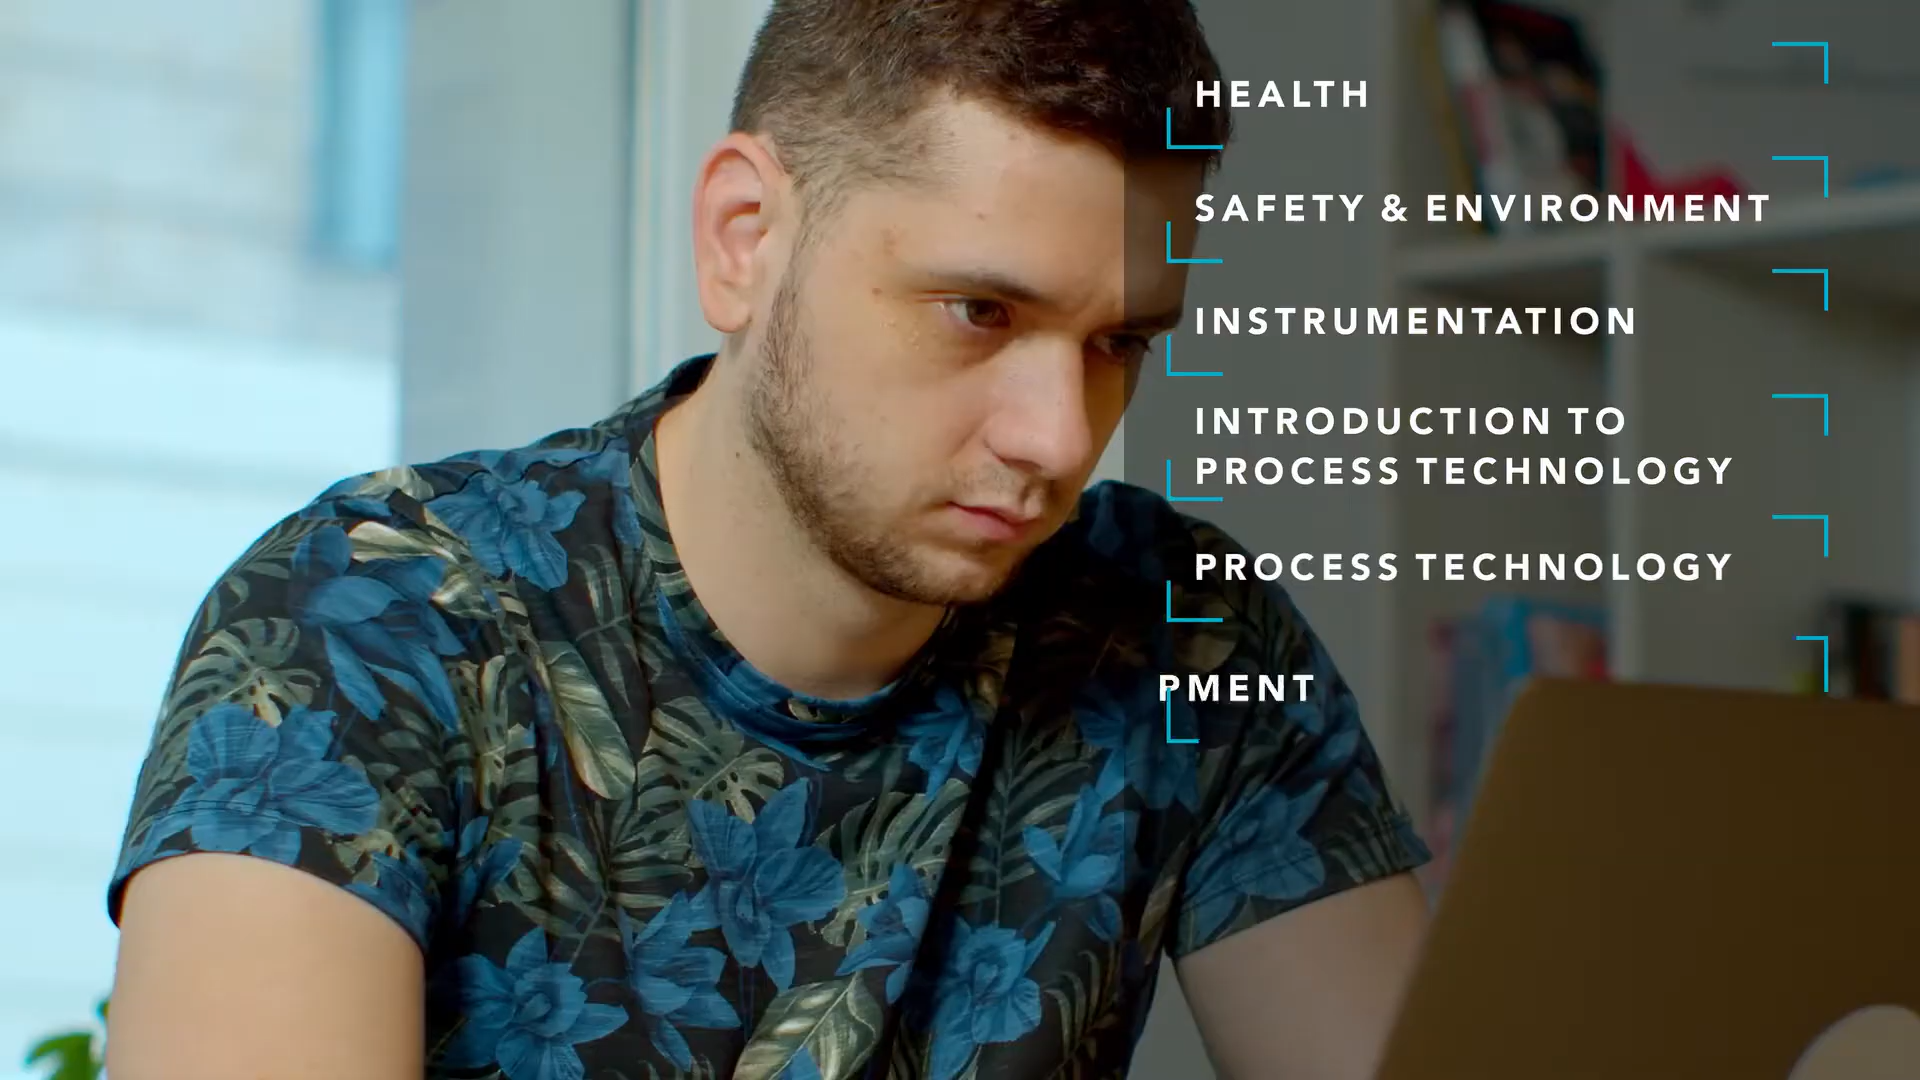 HEALTH
SAFETY & ENVIRONMENT
INSTRUMENTATION
INTRODUCTION TO
PROCESS TECHNOLOGY
PROCESS TECHNOLOGY
PMENT